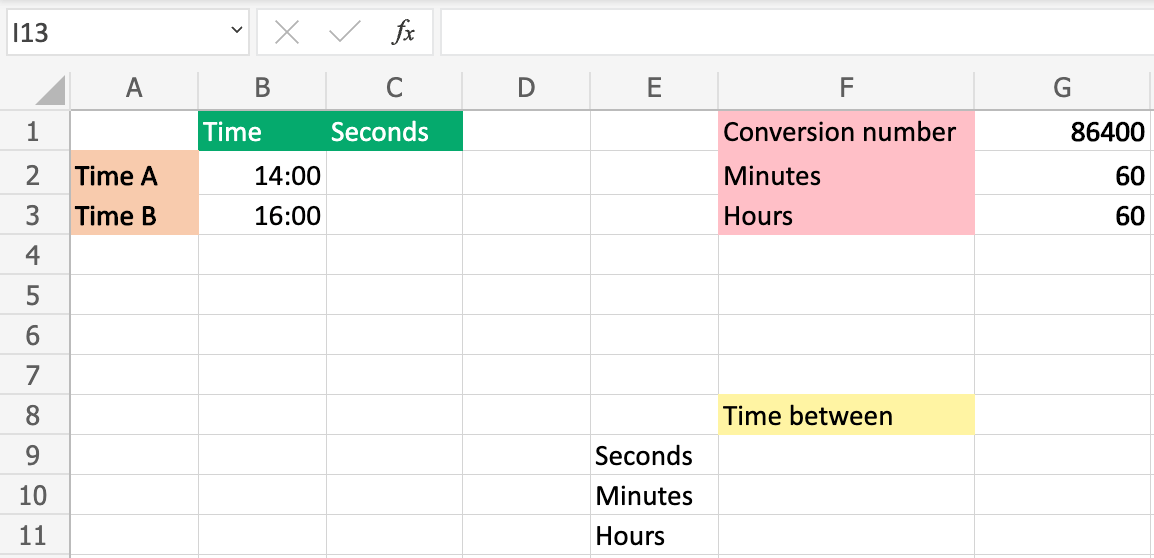 I13 fx
A B C D E F G
1 Time Seconds Conversion number 86400
2 Time A 14:00 Minutes 60
3 Time B 16:00 Hours 60
4
5
6
7
8 Time between
9 Seconds
10 Minutes
11 Hours